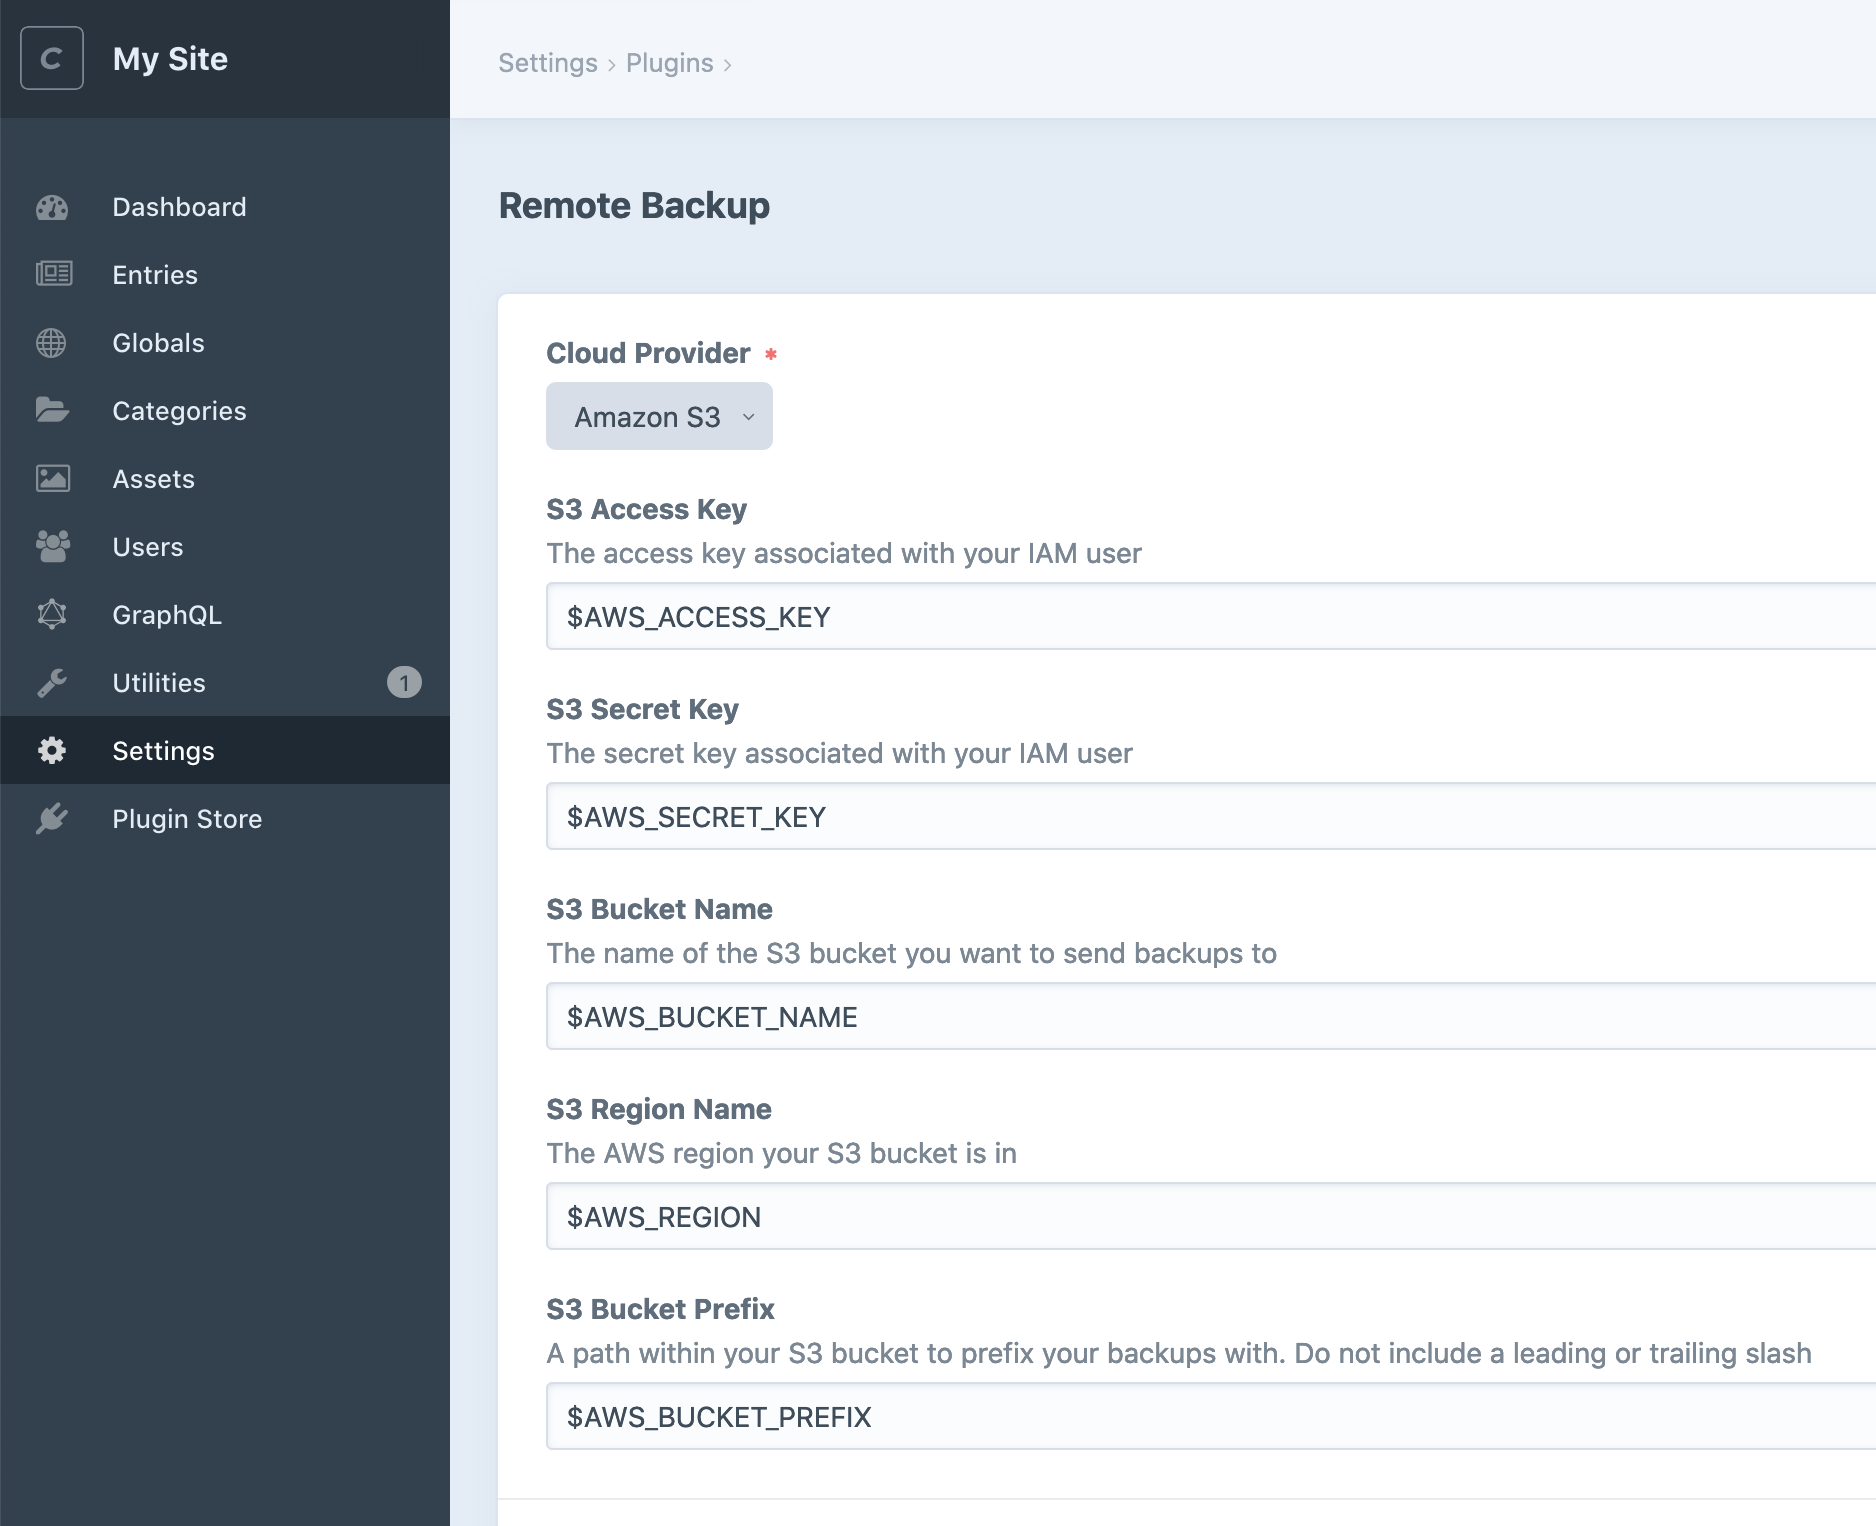 C My Site
Settings › Plugins ›
Dashboard
Entries
Globals
Categories
Assets
Users
GraphQL
Utilities 1
Settings
Plugin Store
Remote Backup
Cloud Provider *
Amazon S3
S3 Access Key
The access key associated with your IAM user
$AWS_ACCESS_KEY
S3 Secret Key
The secret key associated with your IAM user
$AWS_SECRET_KEY
S3 Bucket Name
The name of the S3 bucket you want to send backups to
$AWS_BUCKET_NAME
S3 Region Name
The AWS region your S3 bucket is in
$AWS_REGION
S3 Bucket Prefix
A path within your S3 bucket to prefix your backups with. Do not include a leading or trailing slash
$AWS_BUCKET_PREFIX